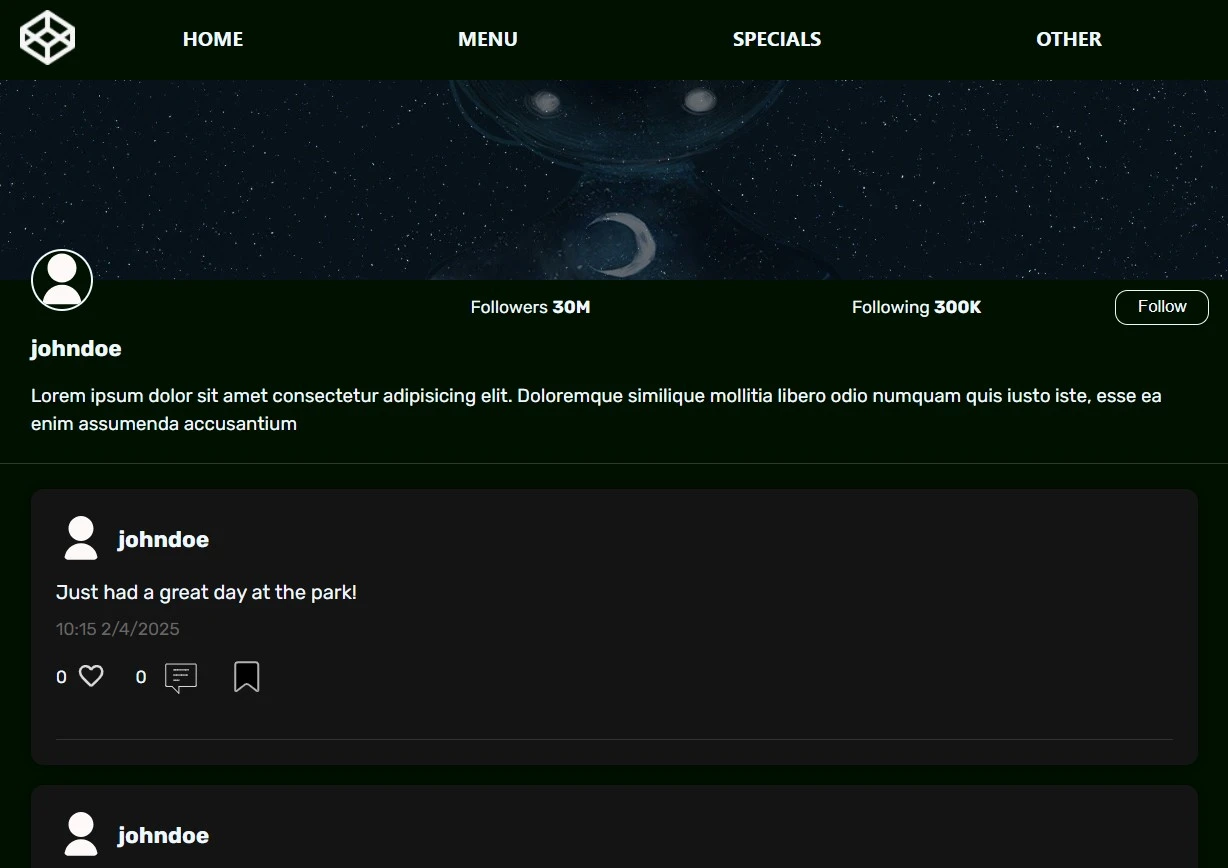 HOME MENU SPECIALS OTHER
Followers 30M Following 300K Follow
johndoe
Lorem ipsum dolor sit amet consectetur adipisicing elit. Doloremque similique mollitia libero odio numquam quis iusto iste, esse ea
enim assumenda accusantium
johndoe
Just had a great day at the park!
10:15 2/4/2025
0 0
johndoe